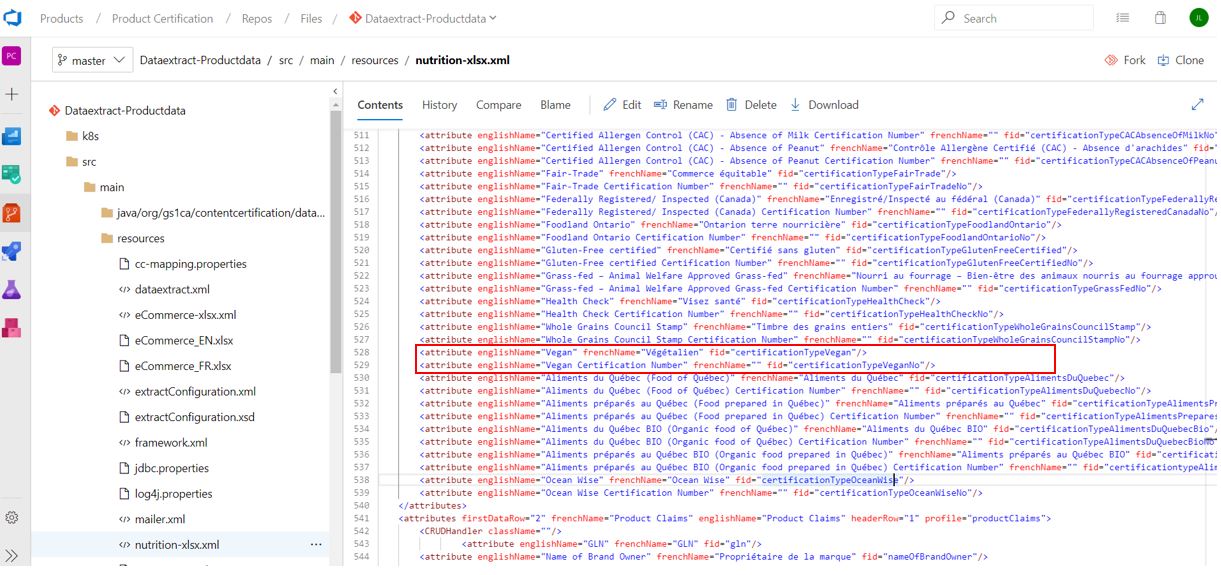 Products / Product Certification / Repos / Files / Dataextract-Productdata
Search
JL
PC
master
Dataextract-Productdata / src / main / resources / nutrition-xlsx.xml
Fork
Clone
Dataextract-Productdata
k8s
src
main
java/org/gs1ca/contentcertification/data...
resources
cc-mapping.properties
dataextract.xml
eCommerce-xlsx.xml
eCommerce_EN.xlsx
eCommerce_FR.xlsx
extractConfiguration.xml
extractConfiguration.xsd
framework.xml
jdbc.properties
log4j.properties
mailer.xml
nutrition-xlsx.xml
Contents
History
Compare
Blame
Edit
Rename
Delete
Download
511 <attribute englishName="Certified Allergen Control (CAC) - Absence of Milk Certification Number" frenchName="" fid="certificationTypeCACAbsenceOfMilkNo"
512 <attribute englishName="Certified Allergen Control (CAC) - Absence of Peanut" frenchName="Contrôle Allergène Certifié (CAC) - Absence d'arachides" fid="
513 <attribute englishName="Certified Allergen Control (CAC) - Absence of Peanut Certification Number" frenchName="" fid="certificationTypeCACAbsenceOfPeanu
514 <attribute englishName="Fair-Trade" frenchName="Commerce équitable" fid="certificationTypeFairTrade"/>
515 <attribute englishName="Fair-Trade Certification Number" frenchName="" fid="certificationTypeFairTradeNo"/>
516 <attribute englishName="Federally Registered/ Inspected (Canada)" frenchName="Enregistré/Inspecté au fédéral (Canada)" fid="certificationTypeFederallyRe
517 <attribute englishName="Federally Registered/ Inspected (Canada) Certification Number" frenchName="" fid="certificationTypeFederallyRegisteredCanadaNo"/
518 <attribute englishName="Foodland Ontario" frenchName="Ontarion terre nourricière" fid="certificationTypeFoodlandOntario"/>
519 <attribute englishName="Foodland Ontario Certification Number" frenchName="" fid="certificationTypeFoodlandOntarioNo"/>
520 <attribute englishName="Gluten-Free certified" frenchName="Certifié sans gluten" fid="certificationTypeGlutenFreeCertified"/>
521 <attribute englishName="Gluten-Free certified Certification Number" frenchName="" fid="certificationTypeGlutenFreeCertifiedNo"/>
522 <attribute englishName="Grass-fed – Animal Welfare Approved Grass-fed" frenchName="Nourri au fourrage – Bien-être des animaux nourris au fourrage approu
523 <attribute englishName="Grass-fed – Animal Welfare Approved Grass-fed Certification Number" frenchName="" fid="certificationTypeGrassFedNo"/>
524 <attribute englishName="Health Check" frenchName="Visez santé" fid="certificationTypeHealthCheck"/>
525 <attribute englishName="Health Check Certification Number" frenchName="" fid="certificationTypeHealthCheckNo"/>
526 <attribute englishName="Whole Grains Council Stamp" frenchName="Timbre des grains entiers" fid="certificationTypeWholeGrainsCouncilStamp"/>
527 <attribute englishName="Whole Grains Council Stamp Certification Number" frenchName="" fid="certificationTypeWholeGrainsCouncilStampNo"/>
528 <attribute englishName="Vegan" frenchName="Végétalien" fid="certificationTypeVegan"/>
529 <attribute englishName="Vegan Certification Number" frenchName="" fid="certificationTypeVeganNo"/>
530 <attribute englishName="Aliments du Québec (Food of Québec)" frenchName="Aliments du Québec" fid="certificationTypeAlimentsDuQuebec"/>
531 <attribute englishName="Aliments du Québec (Food of Québec) Certification Number" frenchName="" fid="certificationTypeAlimentsDuQuebecNo"/>
532 <attribute englishName="Aliments préparés au Québec (Food prepared in Québec)" frenchName="Aliments préparés au Québec" fid="certificationTypeAlimentsPr
533 <attribute englishName="Aliments préparés au Québec (Food prepared in Québec) Certification Number" frenchName="" fid="certificationTypeAlimentsPrepares
534 <attribute englishName="Aliments du Québec BIO (Organic food of Québec)" frenchName="Aliments du Québec BIO" fid="certificationTypeAlimentsDuQuebecBio"/
535 <attribute englishName="Aliments du Québec BIO (Organic food of Québec) Certification Number" frenchName="" fid="certificationTypeAlimentsDuQuebecBioNo"
536 <attribute englishName="Aliments préparés au Québec BIO (Organic food prepared in Québec)" frenchName="Aliments préparés au Québec BIO" fid="certificati
537 <attribute englishName="Aliments préparés au Québec BIO (Organic food prepared in Québec) Certification Number" frenchName="" fid="certificationtypeAlim
538 <attribute englishName="Ocean Wise" frenchName="Ocean Wise" fid="certificationTypeOceanWise"/>
539 <attribute englishName="Ocean Wise Certification Number" frenchName="" fid="certificationTypeOceanWiseNo"/>
540 </attributes>
541 <attributes firstDataRow="2" frenchName="Product Claims" englishName="Product Claims" headerRow="1" profile="productClaims">
542 <CRUDHandler className=""/>
543 <attribute englishName="GLN" frenchName="GLN" fid="gln"/>
544 <attribute englishName="Name of Brand Owner" frenchName="Propriétaire de la marque" fid="nameOfBrandOwner"/>